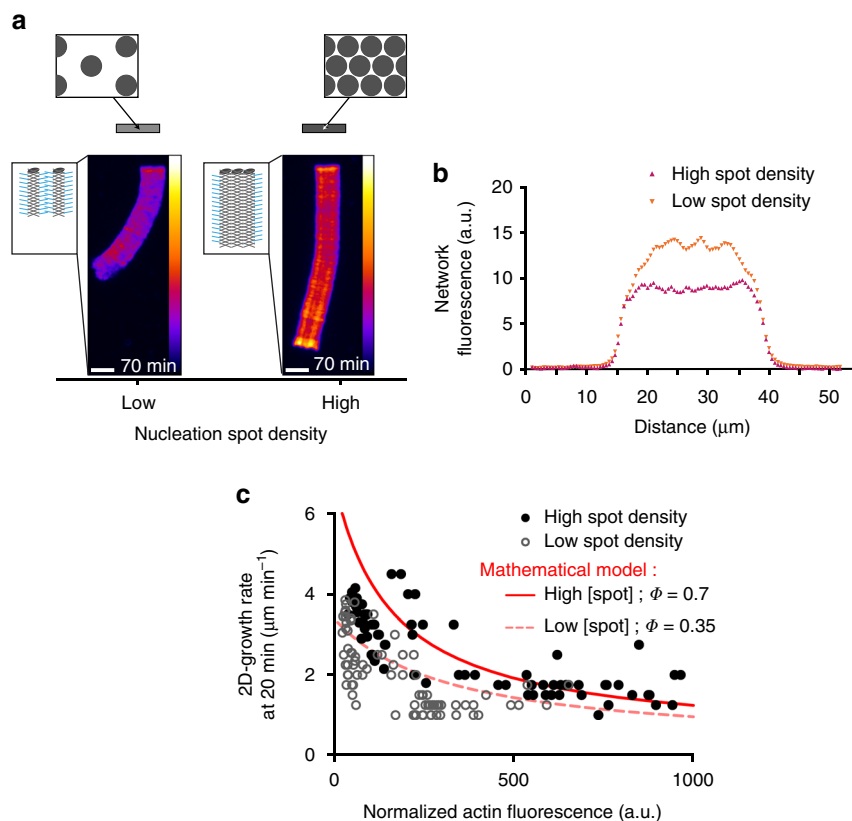 a
70 min
70 min
Low
High
Nucleation spot density
b
High spot density
Low spot density
20
15
10
5
0
Network
fluorescence (a.u.)
0 10 20 30 40 50
Distance (μm)
c
High spot density
Low spot density
Mathematical model :
High [spot] ; Φ = 0.7
Low [spot] ; Φ = 0.35
6
4
2
0
2D-growth rate
at 20 min (μm min⁻¹)
0 500 1000
Normalized actin fluorescence (a.u.)